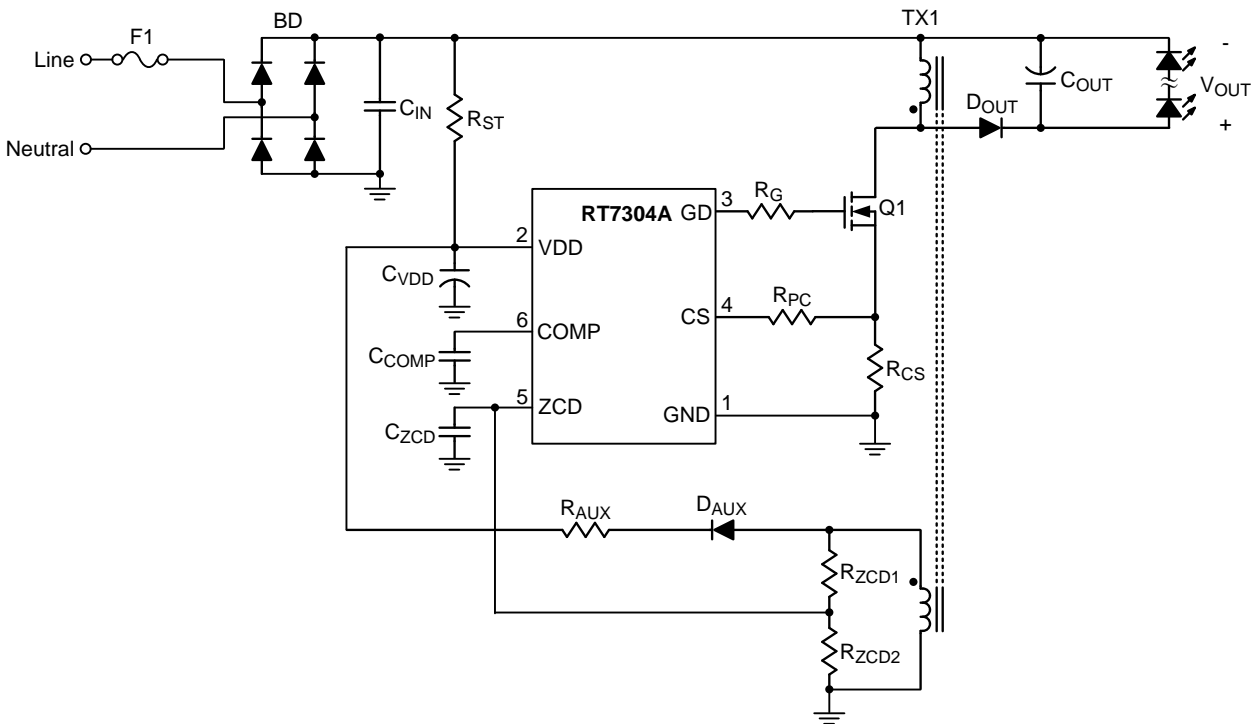 BD
TX1
F1
Line
-
C_IN
R_ST
C_OUT
D_OUT
V_OUT
+
Neutral
RT7304A
GD
3
R_G
Q1
2
VDD
C_VDD
CS
4
R_PC
6
COMP
C_COMP
R_CS
5
ZCD
GND
1
C_ZCD
R_AUX
D_AUX
R_ZCD1
R_ZCD2